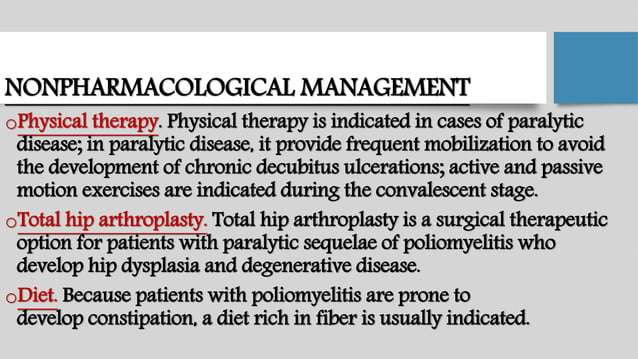 NONPHARMACOLOGICAL MANAGEMENT
oPhysical therapy. Physical therapy is indicated in cases of paralytic
disease; in paralytic disease, it provide frequent mobilization to avoid
the development of chronic decubitus ulcerations; active and passive
motion exercises are indicated during the convalescent stage.
oTotal hip arthroplasty. Total hip arthroplasty is a surgical therapeutic
option for patients with paralytic sequelae of poliomyelitis who
develop hip dysplasia and degenerative disease.
oDiet. Because patients with poliomyelitis are prone to
develop constipation, a diet rich in fiber is usually indicated.